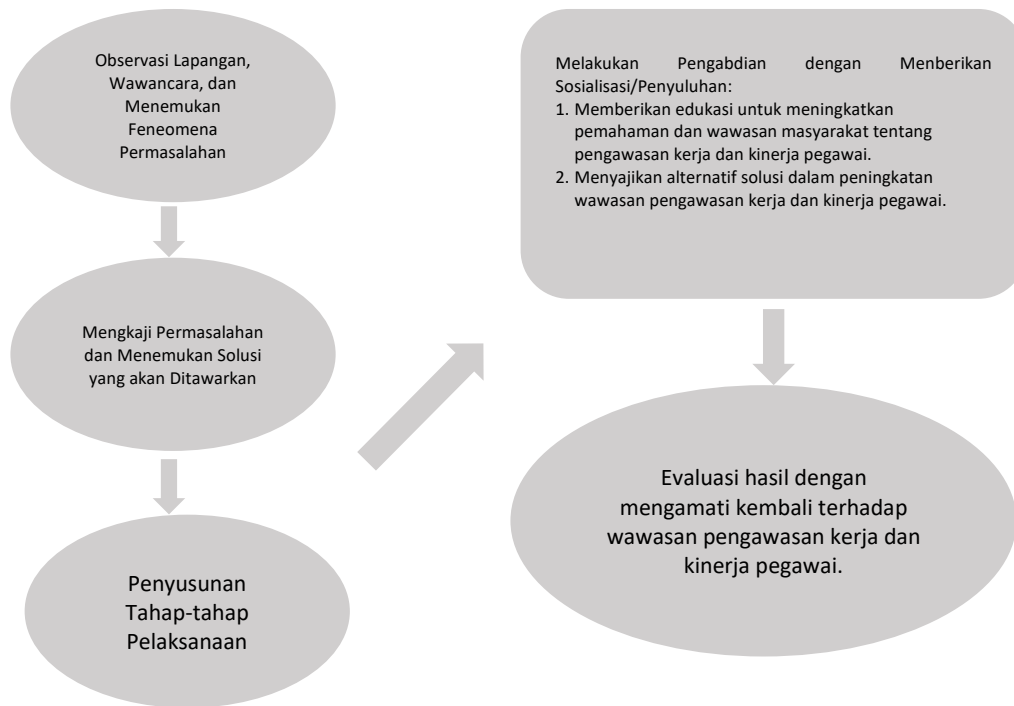 Observasi Lapangan,
Wawancara, dan
Menemukan
Feneomena
Permasalahan
Mengkaji Permasalahan
dan Menemukan Solusi
yang akan Ditawarkan
Penyusunan
Tahap-tahap
Pelaksanaan
Melakukan Pengabdian dengan Menberikan
Sosialisasi/Penyuluhan:
1. Memberikan edukasi untuk meningkatkan
pemahaman dan wawasan masyarakat tentang
pengawasan kerja dan kinerja pegawai.
2. Menyajikan alternatif solusi dalam peningkatan
wawasan pengawasan kerja dan kinerja pegawai.
Evaluasi hasil dengan
mengamati kembali terhadap
wawasan pengawasan kerja dan
kinerja pegawai.